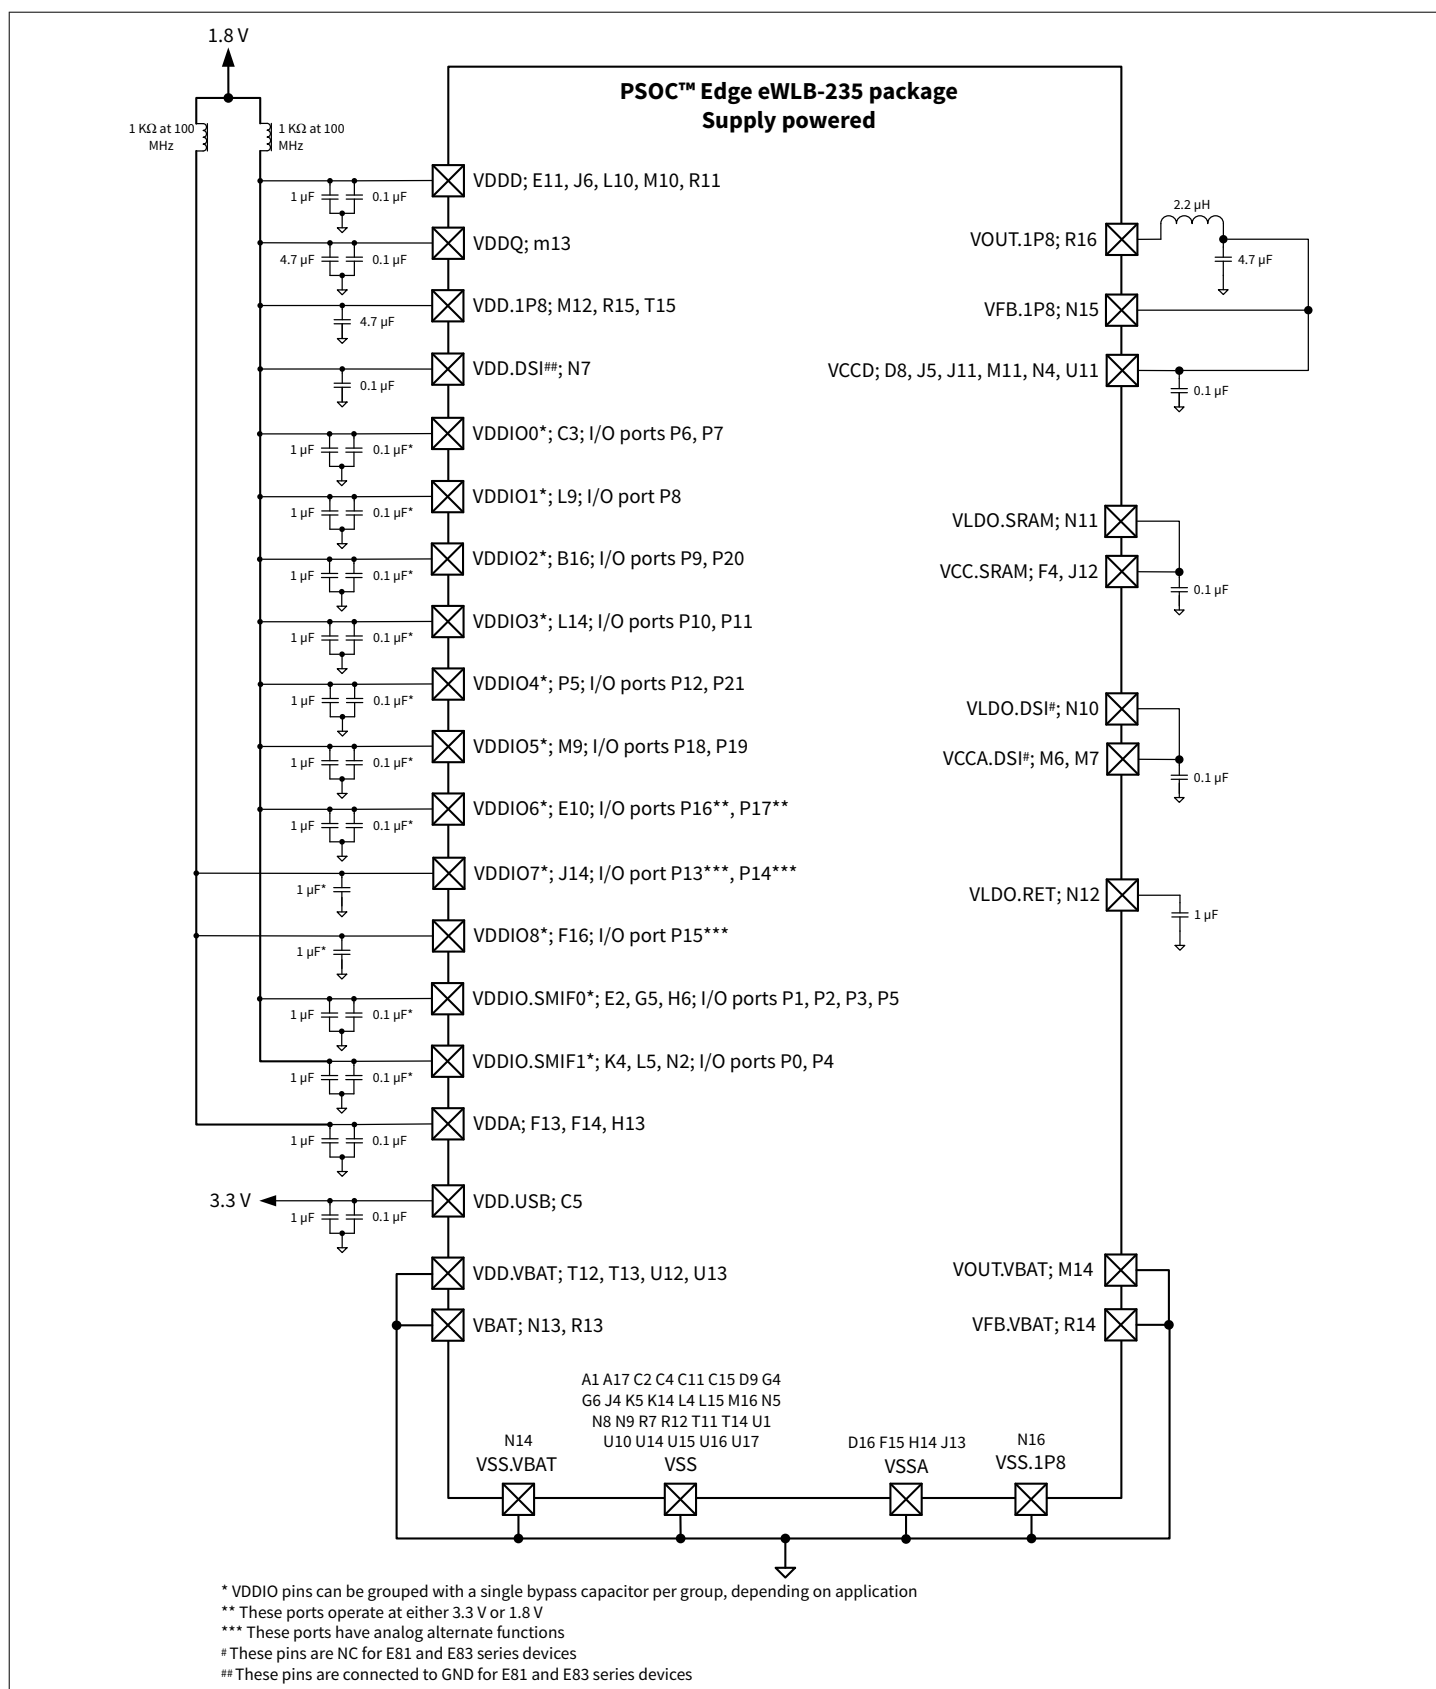 1.8 V
PSOC™ Edge eWLB-235 package
Supply powered
1 KΩ at 100
MHz
1 KΩ at 100
MHz
1 µF
0.1 µF
VDDD; E11, J6, L10, M10, R11
4.7 µF
0.1 µF
VDDQ; m13
4.7 µF
VDD.1P8; M12, R15, T15
0.1 µF
VDD.DSI##; N7
1 µF
0.1 µF*
VDDIO0*; C3; I/O ports P6, P7
1 µF
0.1 µF*
VDDIO1*; L9; I/O port P8
1 µF
0.1 µF*
VDDIO2*; B16; I/O ports P9, P20
1 µF
0.1 µF*
VDDIO3*; L14; I/O ports P10, P11
1 µF
0.1 µF*
VDDIO4*; P5; I/O ports P12, P21
1 µF
0.1 µF*
VDDIO5*; M9; I/O ports P18, P19
1 µF
0.1 µF*
VDDIO6*; E10; I/O ports P16**, P17**
1 µF*
VDDIO7*; J14; I/O port P13***, P14***
1 µF*
VDDIO8*; F16; I/O port P15***
1 µF
0.1 µF*
VDDIO.SMIF0*; E2, G5, H6; I/O ports P1, P2, P3, P5
1 µF
0.1 µF*
VDDIO.SMIF1*; K4, L5, N2; I/O ports P0, P4
1 µF
0.1 µF
VDDA; F13, F14, H13
3.3 V
1 µF
0.1 µF
VDD.USB; C5
VDD.VBAT; T12, T13, U12, U13
VBAT; N13, R13
2.2 µH
VOUT.1P8; R16
4.7 µF
VFB.1P8; N15
VCCD; D8, J5, J11, M11, N4, U11
0.1 µF
VLDO.SRAM; N11
VCC.SRAM; F4, J12
0.1 µF
VLDO.DSI#; N10
VCCA.DSI#; M6, M7
0.1 µF
VLDO.RET; N12
1 µF
VOUT.VBAT; M14
VFB.VBAT; R14
N14
VSS.VBAT
A1 A17 C2 C4 C11 C15 D9 G4
G6 J4 K5 K14 L4 L15 M16 N5
N8 N9 R7 R12 T11 T14 U1
U10 U14 U15 U16 U17
VSS
D16 F15 H14 J13
VSSA
N16
VSS.1P8
* VDDIO pins can be grouped with a single bypass capacitor per group, depending on application
** These ports operate at either 3.3 V or 1.8 V
*** These ports have analog alternate functions
# These pins are NC for E81 and E83 series devices
## These pins are connected to GND for E81 and E83 series devices